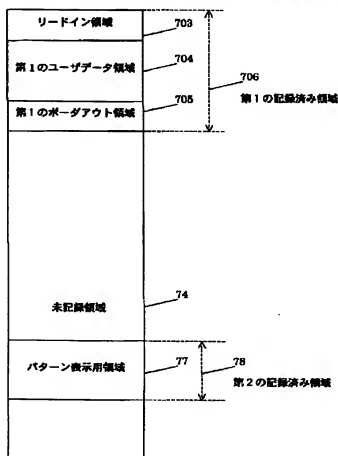 リードイン領域
703
第1のユーザデータ領域
704
706
第1の記録済み領域
705
第1のボーダアウト領域
未記録領域
74
パターン表示用領域
77
78
第2の記録済み領域